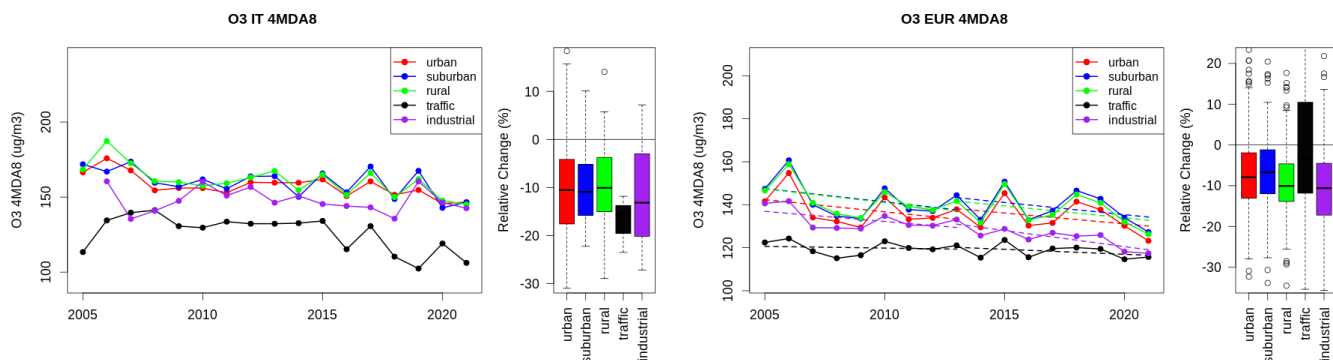 O3 IT 4MDA8
O3 4MDA8 (ug/m3)
200
150
100
2005
2010
2015
2020
urban
suburban
rural
traffic
industrial
Relative Change (%)
10
0
-10
-20
-30
urban
suburban
rural
traffic
industrial
O3 EUR 4MDA8
O3 4MDA8 (ug/m3)
200
180
160
140
120
100
2005
2010
2015
2020
urban
suburban
rural
traffic
industrial
Relative Change (%)
20
10
0
-10
-20
-30
urban
suburban
rural
traffic
industrial